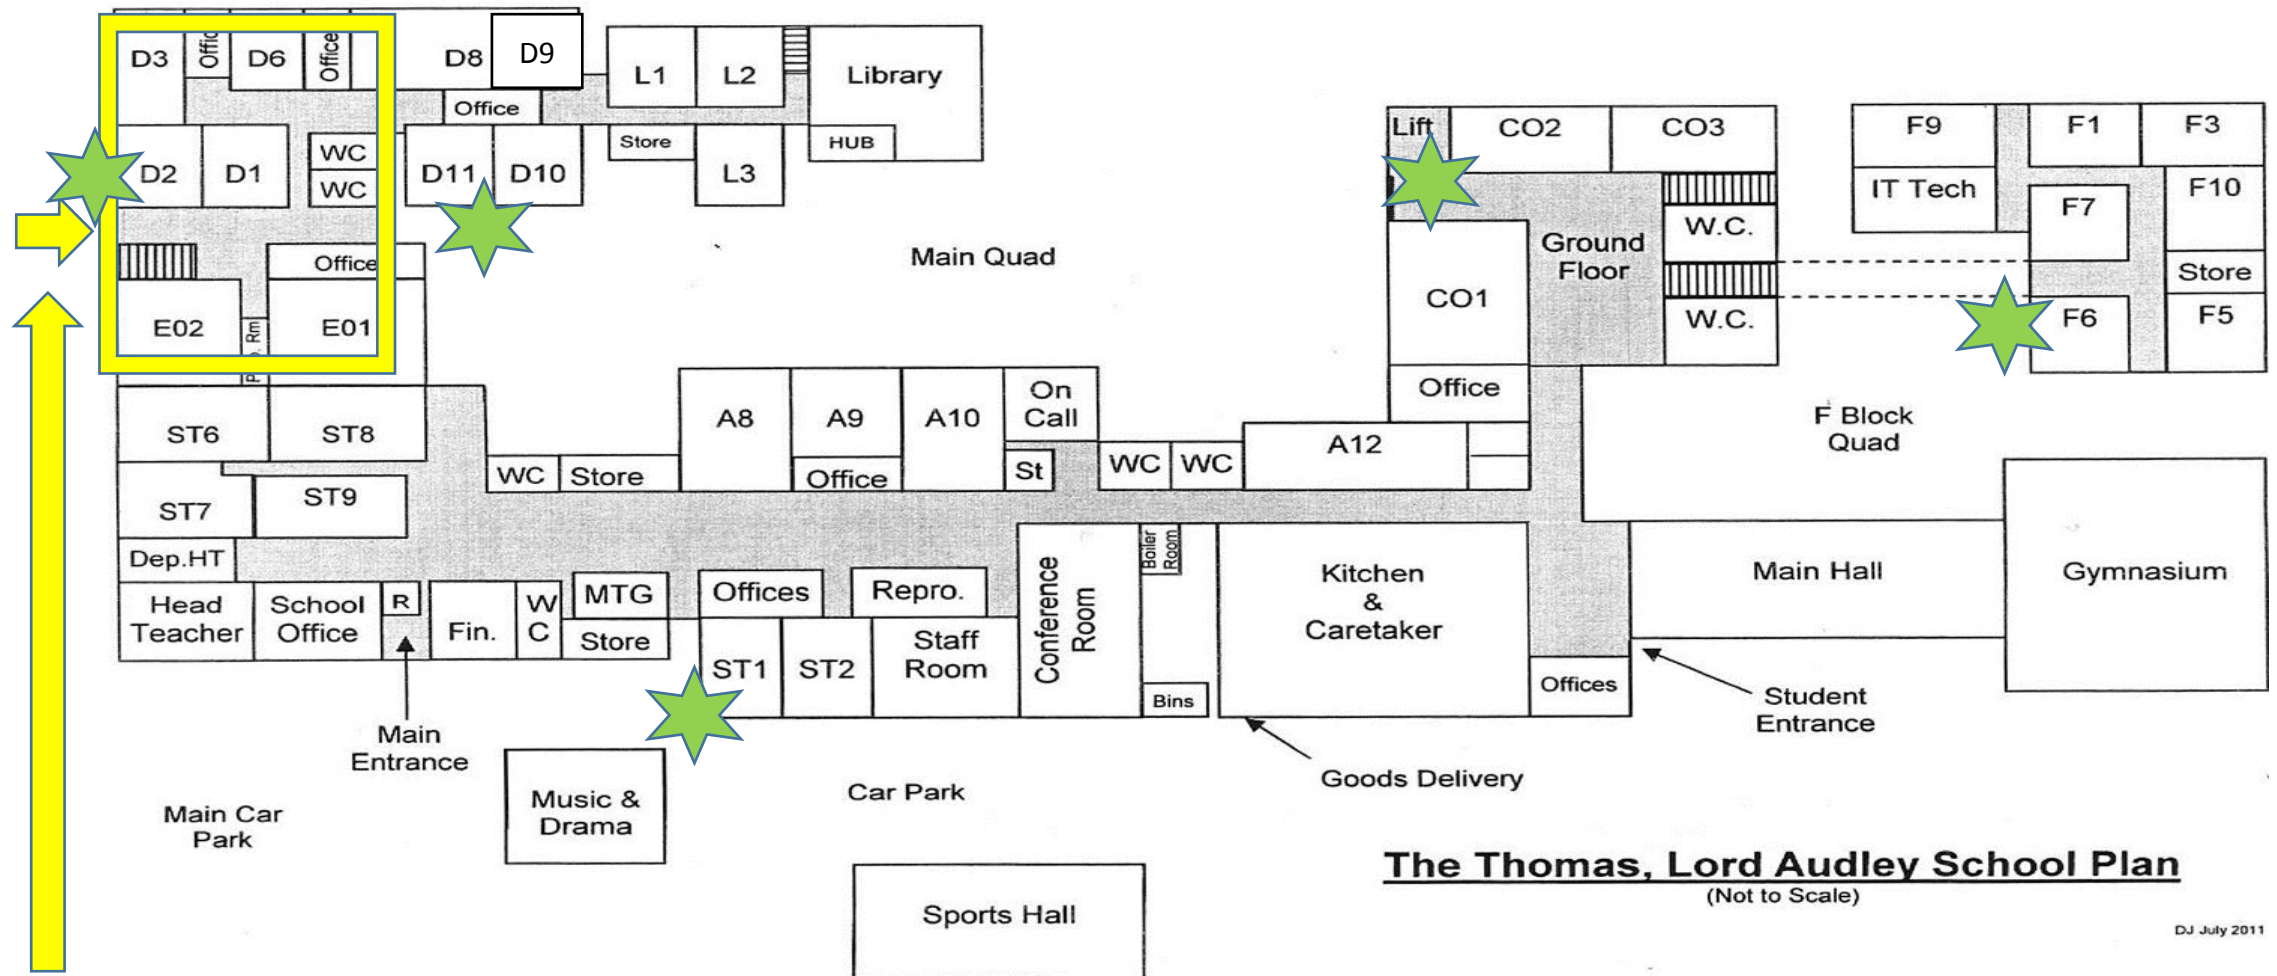 D3
Offic
D6
Office
D8
D9
L1
L2
Library
Office
Store
HUB
L3
D2
D1
WC
WC
D11
D10
Office
E02
E01
Main Quad
Lift
CO2
CO3
W.C.
Ground
Floor
CO1
W.C.
Office
F9
F1
F3
IT Tech
F7
F10
Store
F6
F5
F Block
Quad
ST6
ST8
ST7
ST9
WC
Store
A8
A9
Office
A10
On
Call
St
WC
WC
A12
Dep.HT
Head
Teacher
School
Office
R
Fin.
W
C
MTG
Store
Offices
Repro.
ST1
ST2
Staff
Room
Conference
Room
Boiler
Room
Bins
Kitchen
&
Caretaker
Offices
Main Hall
Gymnasium
Main
Entrance
Student
Entrance
Goods Delivery
Main Car
Park
Music &
Drama
Car Park
Sports Hall
The Thomas, Lord Audley School Plan
(Not to Scale)
DJ July 2011